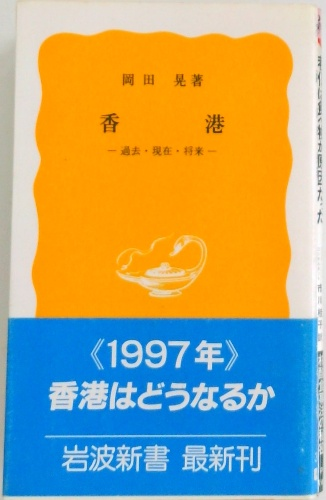 岡田 晃著
香 港
－過去・現在・将来－
《1997年》
香港はどうなるか
岩波新書 最新刊